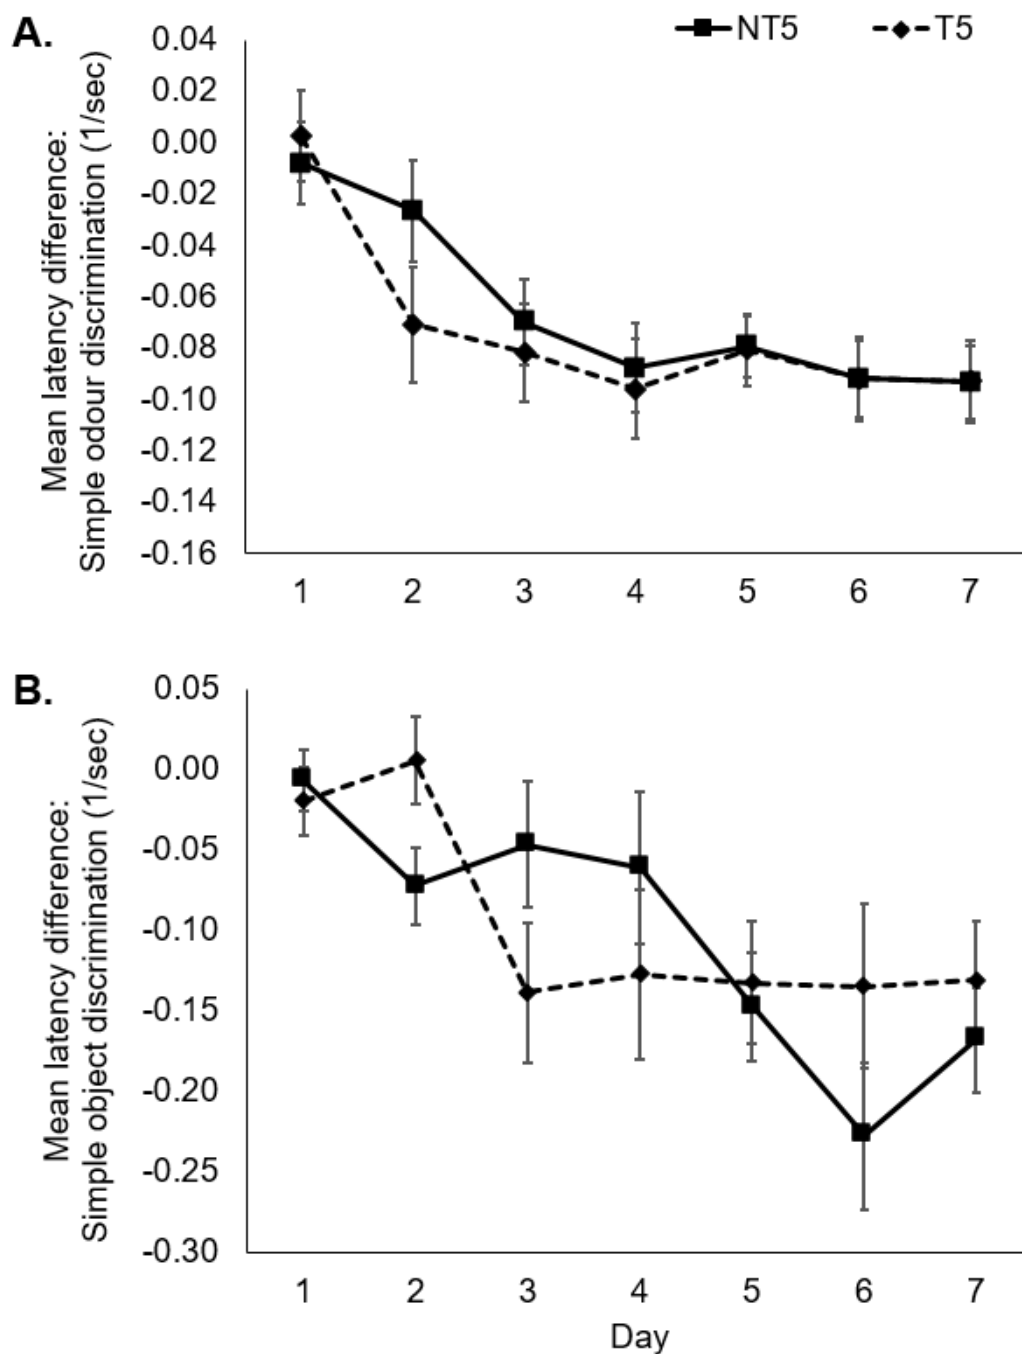 A.
NT5
T5
Mean latency difference:
Simple odour discrimination (1/sec)
0.04
0.02
0.00
-0.02
-0.04
-0.06
-0.08
-0.10
-0.12
-0.14
-0.16
1 2 3 4 5 6 7
B.
Mean latency difference:
Simple object discrimination (1/sec)
0.05
0.00
-0.05
-0.10
-0.15
-0.20
-0.25
-0.30
1 2 3 4 5 6 7
Day